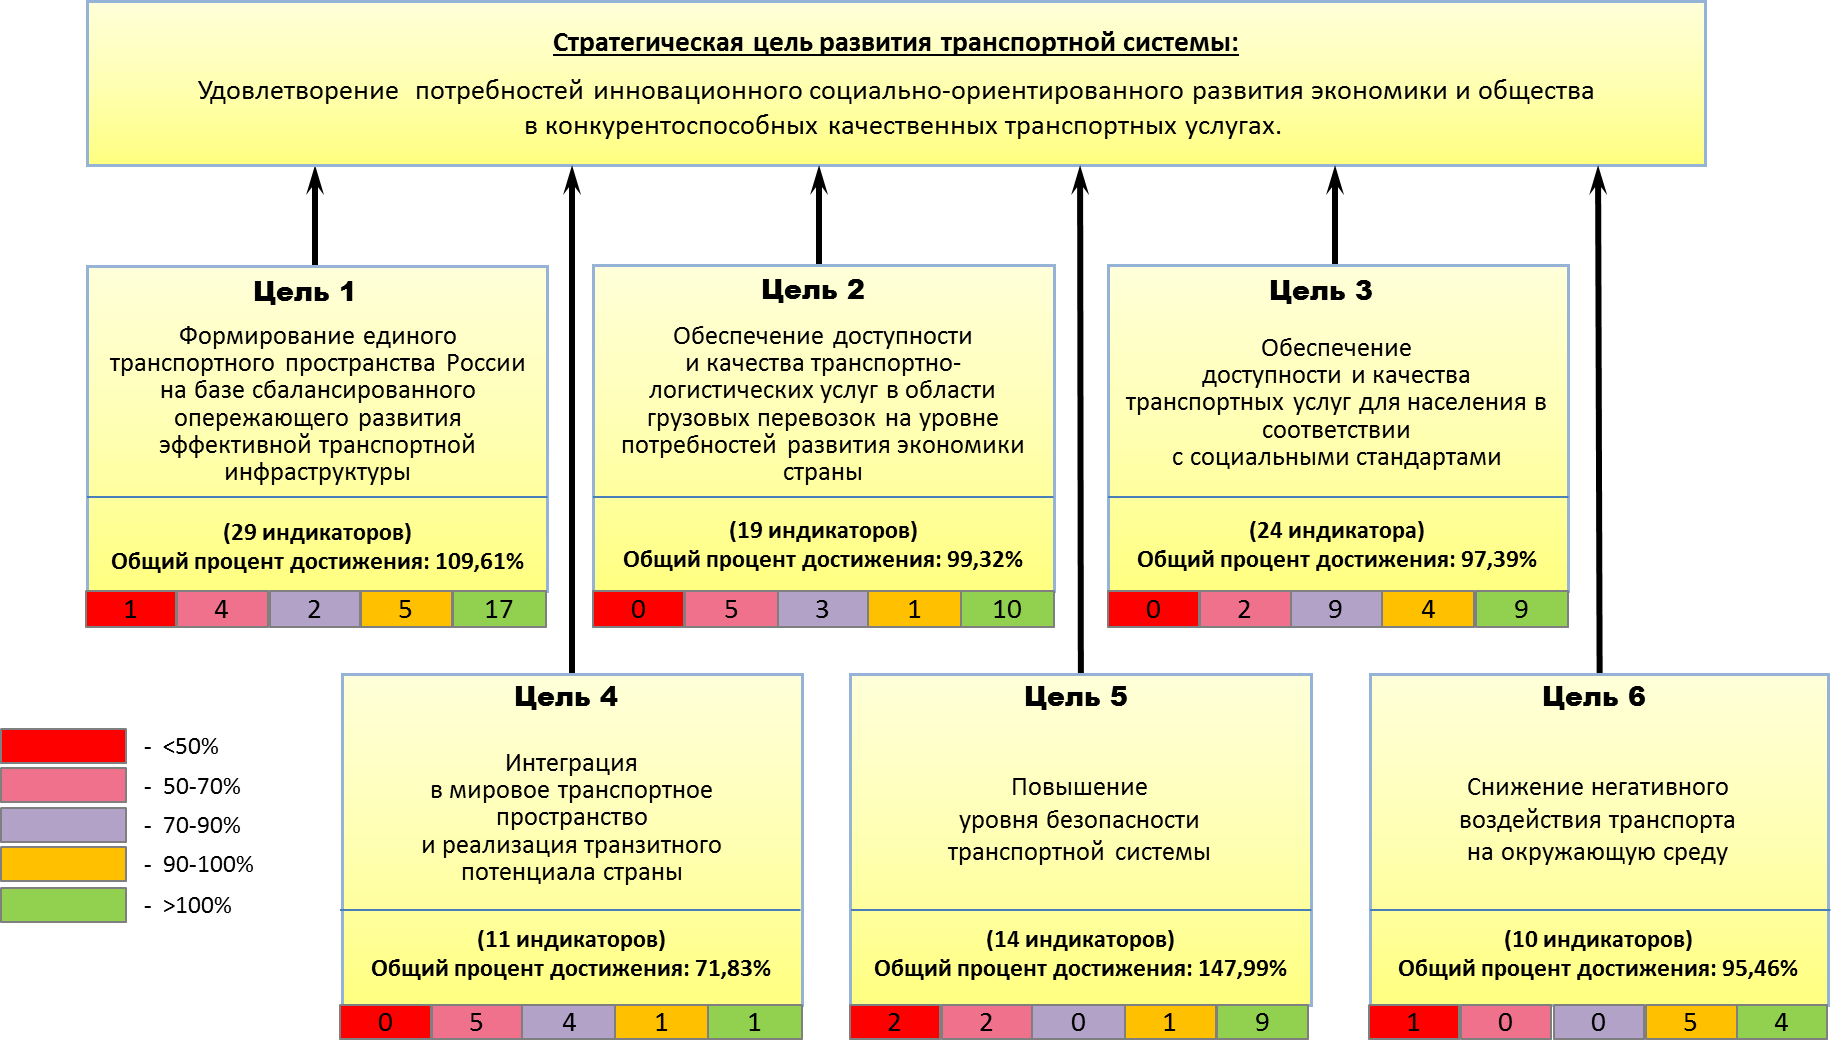 Стратегическая цель развития транспортной системы:
Удовлетворение потребностей инновационного социально-ориентированного развития экономики и общества
в конкурентоспособных качественных транспортных услугах.
Цель 1
Формирование единого
транспортного пространства России
на базе сбалансированного
опережающего развития
эффективной транспортной
инфраструктуры
(29 индикаторов)
Общий процент достижения: 109,61%
1 4 2 5 17
Цель 2
Обеспечение доступности
и качества транспортно-
логистических услуг в области
грузовых перевозок на уровне
потребностей развития экономики
страны
(19 индикаторов)
Общий процент достижения: 99,32%
0 5 3 1 10
Цель 3
Обеспечение
доступности и качества
транспортных услуг для населения в
соответствии
с социальными стандартами
(24 индикатора)
Общий процент достижения: 97,39%
0 2 9 4 9
- <50%
- 50-70%
- 70-90%
- 90-100%
- >100%
Цель 4
Интеграция
в мировое транспортное
пространство
и реализация транзитного
потенциала страны
(11 индикаторов)
Общий процент достижения: 71,83%
0 5 4 1 1
Цель 5
Повышение
уровня безопасности
транспортной системы
(14 индикаторов)
Общий процент достижения: 147,99%
2 2 0 1 9
Цель 6
Снижение негативного
воздействия транспорта
на окружающую среду
(10 индикаторов)
Общий процент достижения: 95,46%
1 0 0 5 4